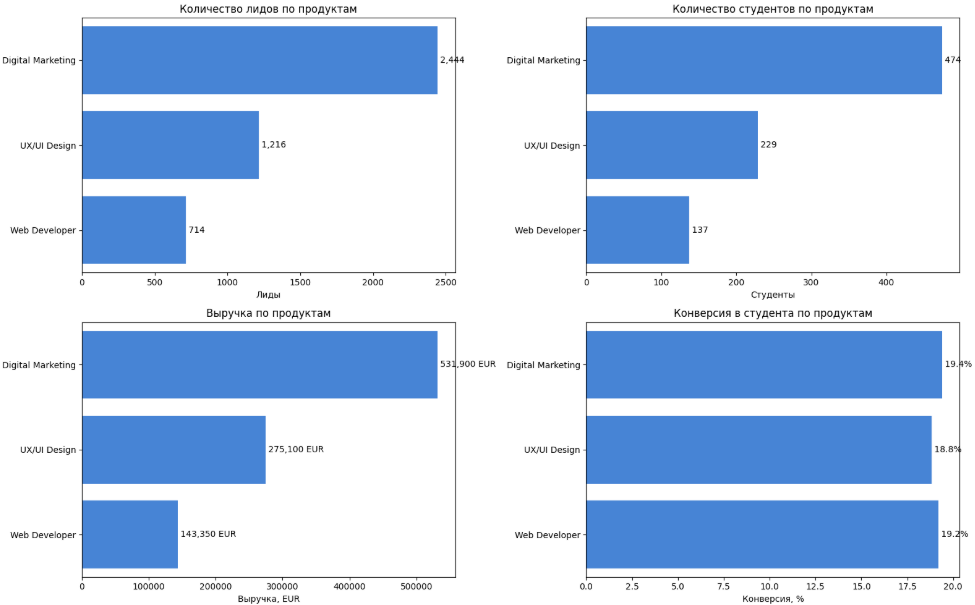 Количество лидов по продуктам
Digital Marketing
2,444
UX/UI Design
1,216
Web Developer
714
0 500 1000 1500 2000 2500
Лиды
Количество студентов по продуктам
Digital Marketing
474
UX/UI Design
229
Web Developer
137
0 100 200 300 400
Студенты
Выручка по продуктам
Digital Marketing
531,900 EUR
UX/UI Design
275,100 EUR
Web Developer
143,350 EUR
0 100000 200000 300000 400000 500000
Выручка, EUR
Конверсия в студента по продуктам
Digital Marketing
19.4%
UX/UI Design
18.8%
Web Developer
19.2%
0.0 2.5 5.0 7.5 10.0 12.5 15.0 17.5 20.0
Конверсия, %